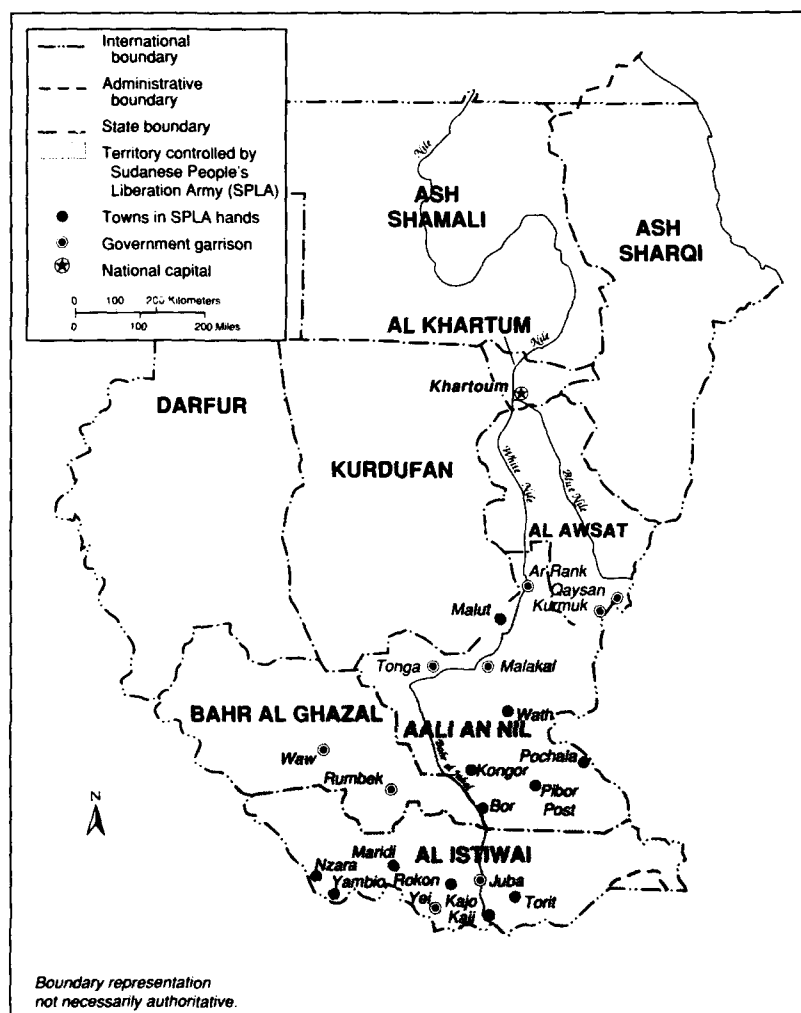 International
boundary
Administrative
boundary
State boundary
Territory controlled by
Sudanese People's
Liberation Army (SPLA)
Towns in SPLA hands
Government garrison
National capital
0 100 200 Kilometers
0 100 200 Miles
Nile
ASH
SHAMALI
ASH
SHARQI
AL KHARTUM
Nile
Khartoum
DARFUR
KURDUFAN
White Nile
Blue Nile
AL AWSAT
Ar Rank
Qaysan
Kurmuk
Malut
Tonga
Malakal
BAHR AL GHAZAL
Wath
AALI AN NIL
Waw
Pochala
Kongor
Rumbek
Pibor
Post
Bor
N
Maridi
AL ISTIWAI
Nzara
Yambio
Rokon
Juba
Yei
Kajo
Kaji
Torit
Boundary representation
not necessarily authoritative.